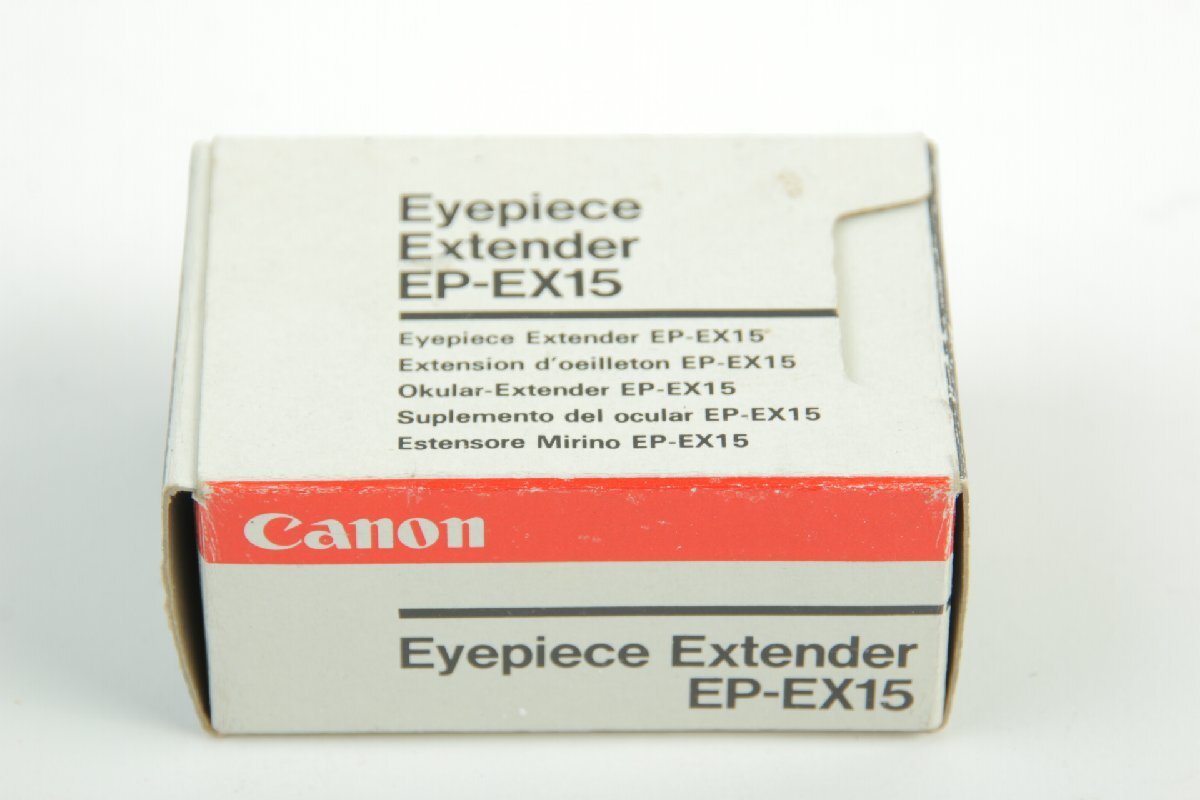 Eyepiece
Extender
EP-EX15
Eyepiece Extender EP-EX15
Extension d'oeilleton EP-EX15
Okular-Extender EP-EX15
Suplemento del ocular EP-EX15
Estensore Mirino EP-EX15
Canon
Eyepiece Extender
EP-EX15